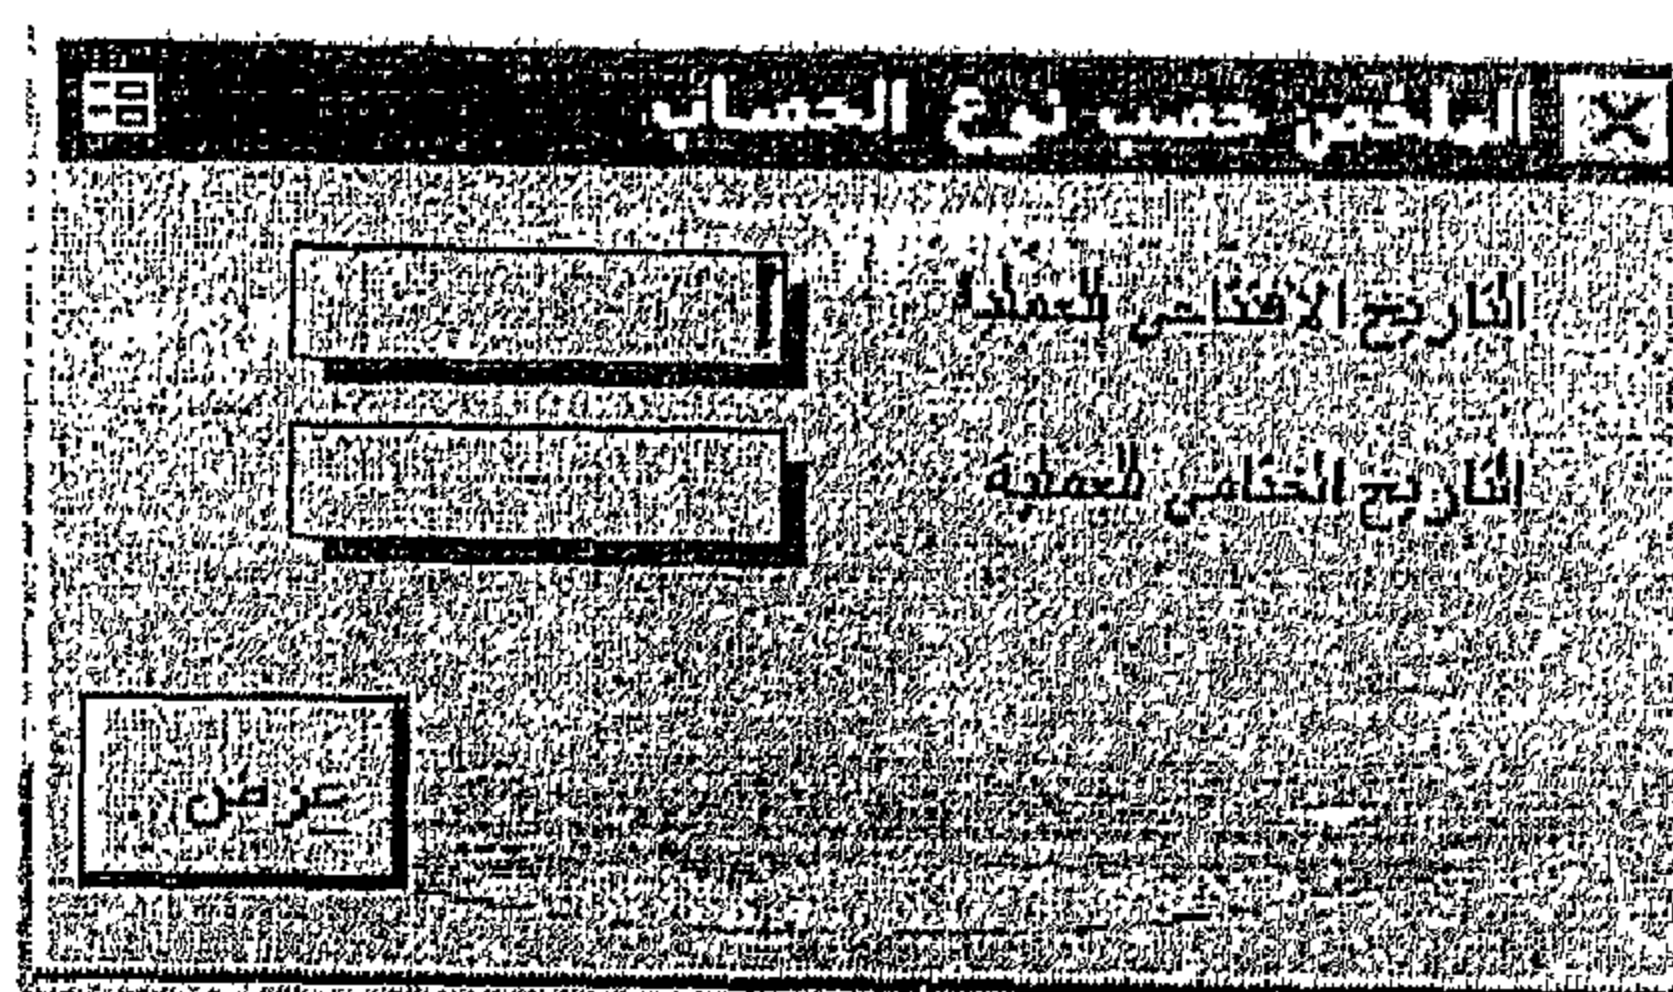 الملخص حسب نوع الحساب
التاريخ الافتتاحي للعملية
التاريخ الختامي للعملية
عرض